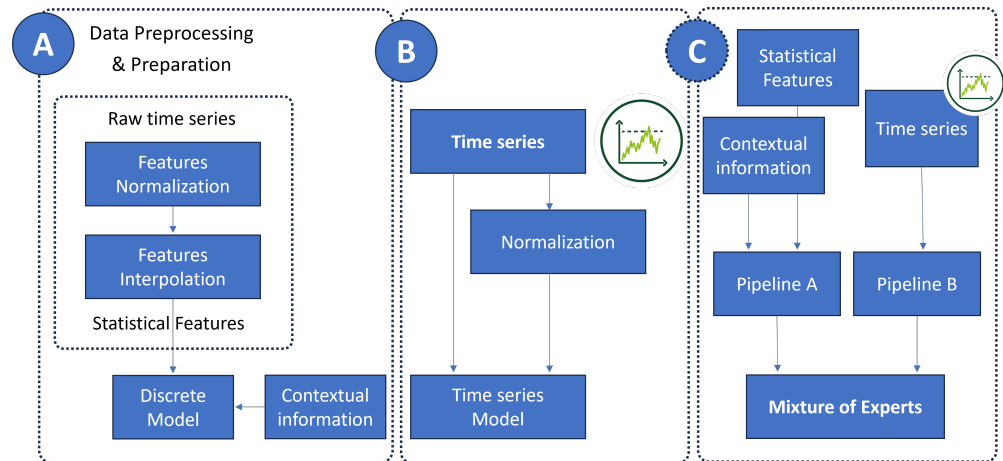 A
Data Preprocessing
& Preparation
Raw time series
Features
Normalization
Features
Interpolation
Statistical Features
Discrete
Model
Contextual
information
B
Time series
Normalization
Time series
Model
C
Statistical
Features
Contextual
information
Time series
Pipeline A
Pipeline B
Mixture of Experts